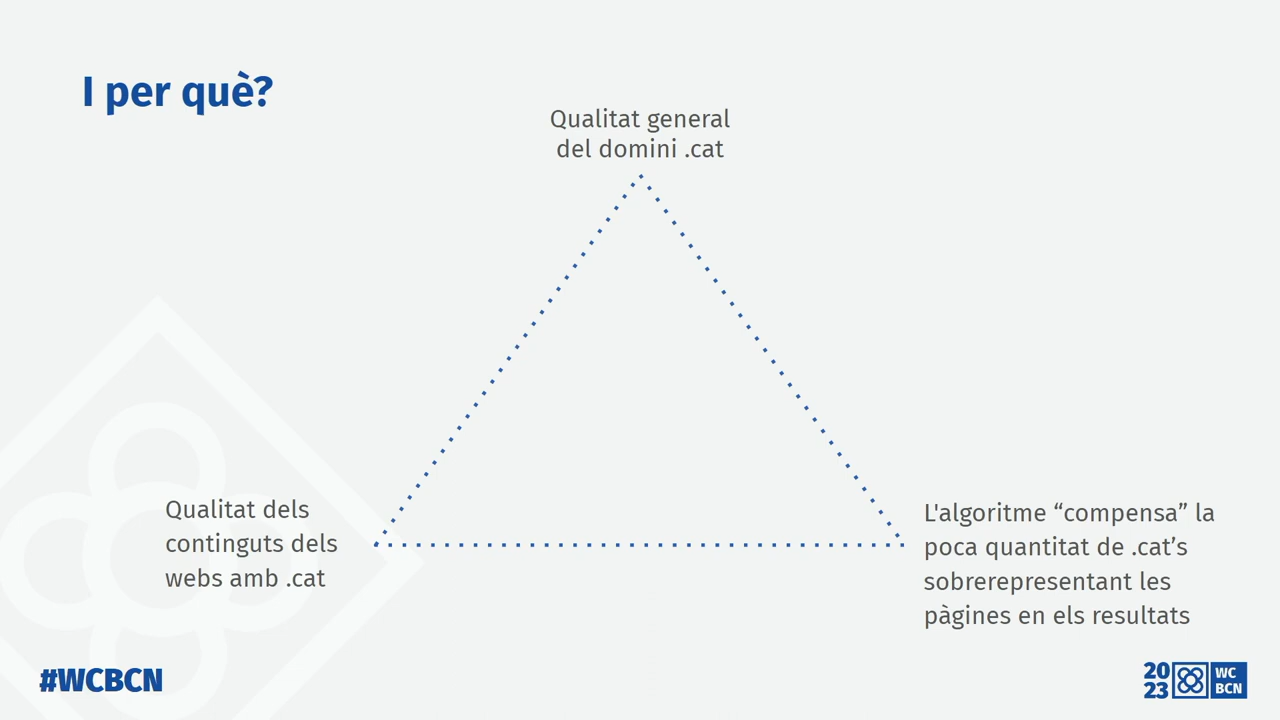 I per què?
Qualitat general
del domini .cat
Qualitat dels
continguts dels
webs amb .cat
L'algoritme “compensa” la
poca quantitat de .cat’s
sobrerepresentant les
pàgines en els resultats
#WCBCN
20
23
WC
BCN